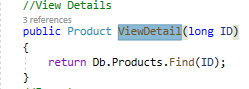 //View Details
3 references
public Product ViewDetail(long ID)
{
return Db.Products.Find(ID);
}